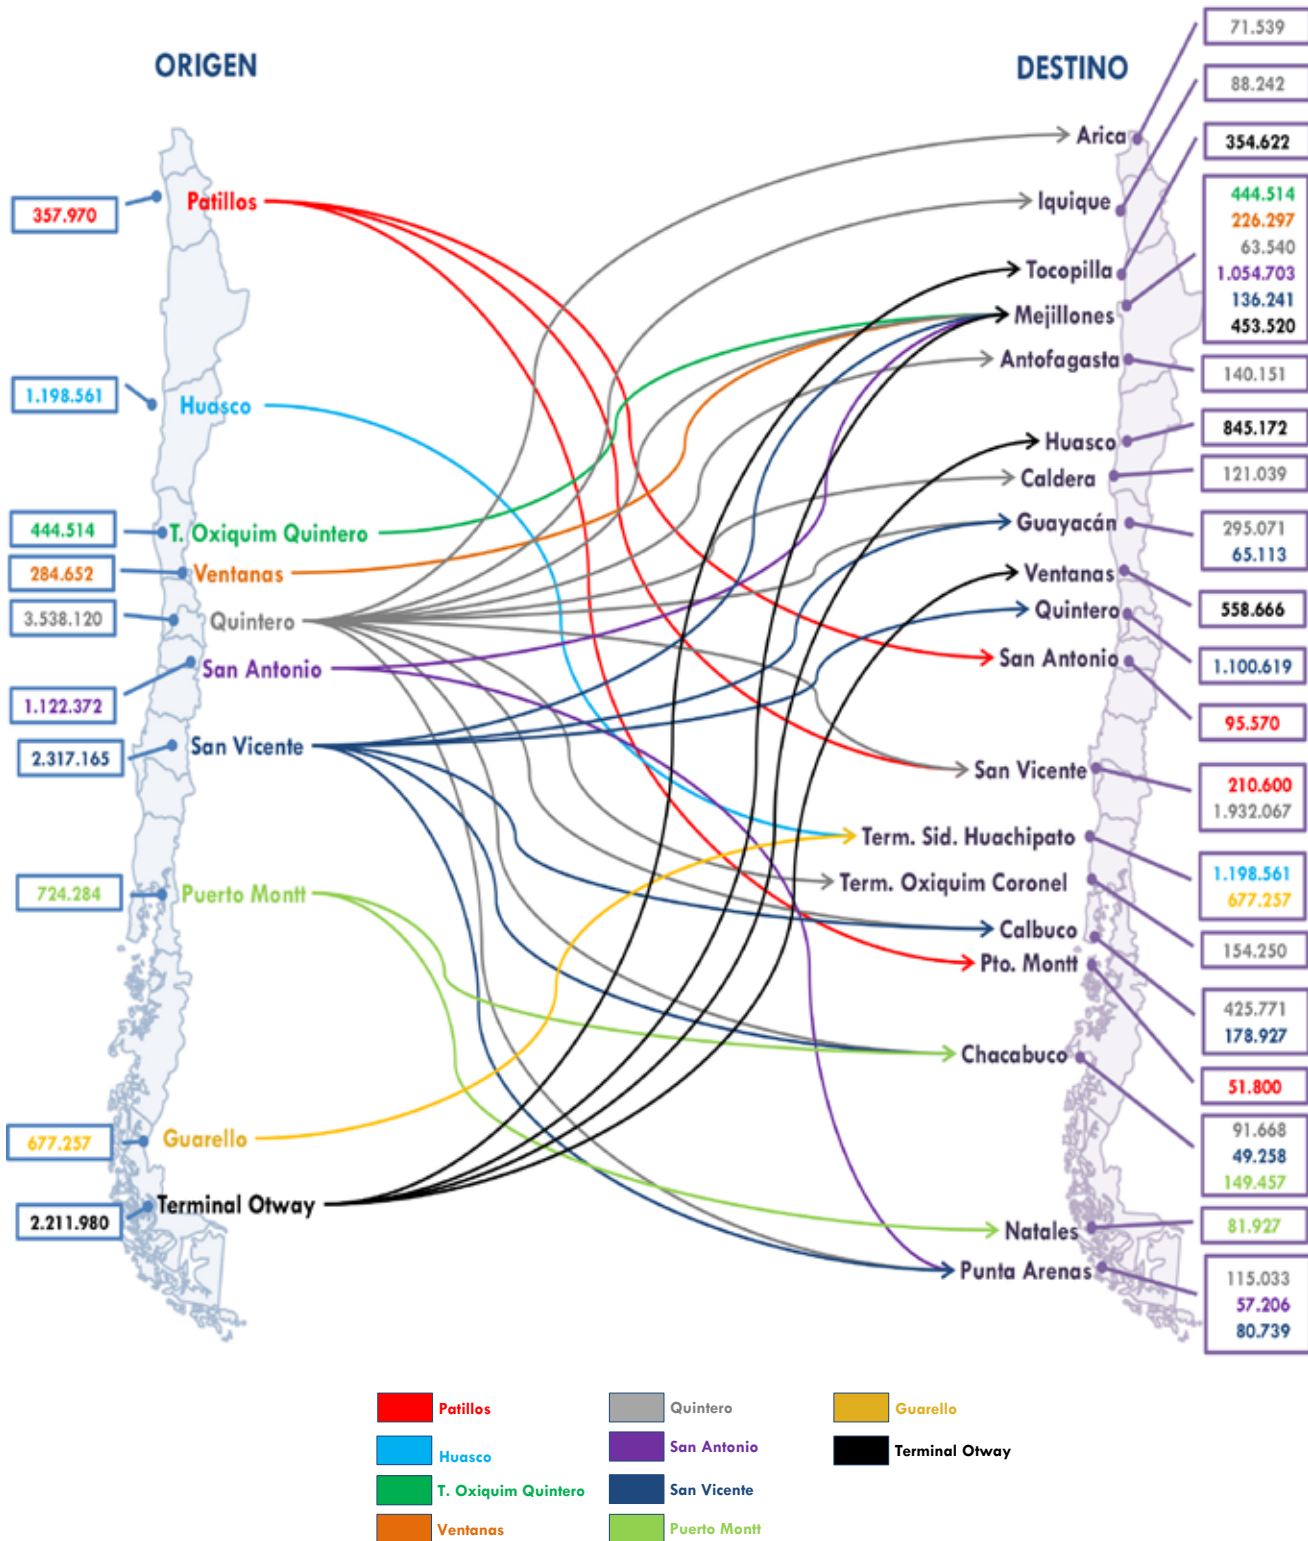 ORIGEN
357.970
Patillos
1.198.561
Huasco
444.514
T. Oxiquim Quintero
284.652
Ventanas
3.538.120
Quintero
1.122.372
San Antonio
2.317.165
San Vicente
724.284
Puerto Montt
677.257
Guarello
2.211.980
Terminal Otway
DESTINO
Arica
71.539
Iquique
88.242
Tocopilla
354.622
Mejillones
444.514
226.297
63.540
1.054.703
136.241
453.520
Antofagasta
140.151
Huasco
845.172
Caldera
121.039
Guayacán
295.071
65.113
Ventanas
558.666
Quintero
1.100.619
San Antonio
95.570
San Vicente
210.600
1.932.067
Term. Sid. Huachipato
1.198.561
677.257
Term. Oxiquim Coronel
154.250
Calbuco
425.771
178.927
Pto. Montt
51.800
Chacabuco
91.668
49.258
149.457
Natales
81.927
Punta Arenas
115.033
57.206
80.739
Patillos
Huasco
T. Oxiquim Quintero
Ventanas
Quintero
San Antonio
San Vicente
Puerto Montt
Guarello
Terminal Otway